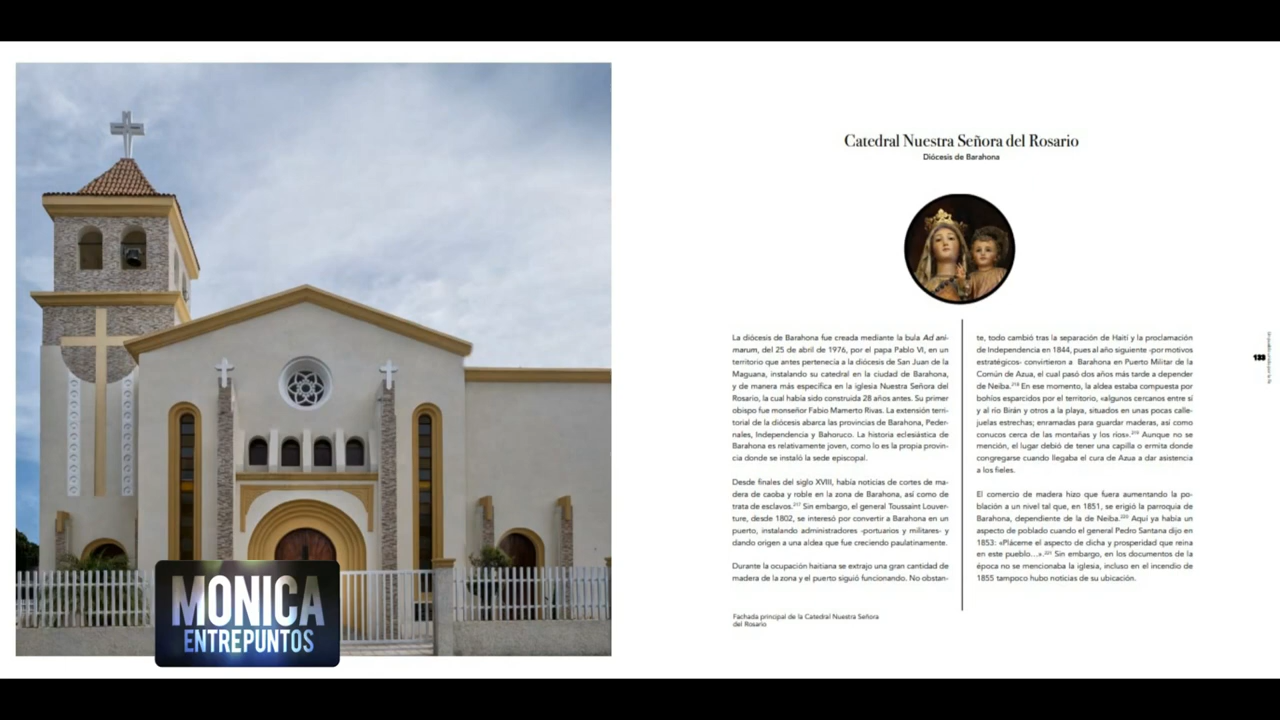 Catedral Nuestra Señora del Rosario
Diócesis de Barahona
La diócesis de Barahona fue creada mediante la bula Ad ani-
marum, del 25 de abril de 1976, por el papa Pablo VI, en un
territorio que antes pertenecía a la diócesis de San Juan de la
Maguana, instalando su catedral en la ciudad de Barahona,
y de manera más específica en la iglesia Nuestra Señora del
Rosario, la cual había sido construida 28 años antes. Su primer
obispo fue monseñor Fabio Mamerto Rivas. La extensión terri-
torial de la diócesis abarca las provincias de Barahona, Peder-
nales, Independencia y Bahoruco. La historia eclesiástica de
Barahona es relativamente joven, como lo es la propia provin-
cia donde se instaló la sede episcopal.
Desde finales del siglo XVIII, había noticias de cortes de ma-
dera de caoba y roble en la zona de Barahona, así como de
trata de esclavos.217 Sin embargo, el general Toussaint Louver-
ture, desde 1802, se interesó por convertir a Barahona en un
puerto, instalando administradores -portuarios y militares- y
dando origen a una aldea que fue creciendo paulatinamente.
Durante la ocupación haitiana se extrajo una gran cantidad de
madera de la zona y el puerto siguió funcionando. No obstan-
te, todo cambió tras la separación de Haití y la proclamación
de Independencia en 1844, pues al año siguiente -por motivos
estratégicos- convirtieron a Barahona en Puerto Militar de la
Común de Azua, el cual pasó dos años más tarde a depender
de Neiba.218 En ese momento, la aldea estaba compuesta por
bohíos esparcidos por el territorio, «algunos cercanos entre sí
y al río Birán y otros a la playa, situados en unas pocas calle-
juelas estrechas; enramadas para guardar maderas, así como
conucos cerca de las montañas y los ríos».219 Aunque no se
mención, el lugar debió de tener una capilla o ermita donde
congregarse cuando llegaba el cura de Azua a dar asistencia
a los fieles.
El comercio de madera hizo que fuera aumentando la po-
blación a un nivel tal que, en 1851, se erigió la parroquia de
Barahona, dependiente de la de Neiba.220 Aquí ya había un
aspecto de poblado cuando el general Pedro Santana dijo en
1853: «Pláceme el aspecto de dicha y prosperidad que reina
en este pueblo…».221 Sin embargo, en los documentos de la
época no se mencionaba la iglesia, incluso en el incendio de
1855 tampoco hubo noticias de su ubicación.
Fachada principal de la Catedral Nuestra Señora
del Rosario
133
MONICA
ENTREPUNTOS